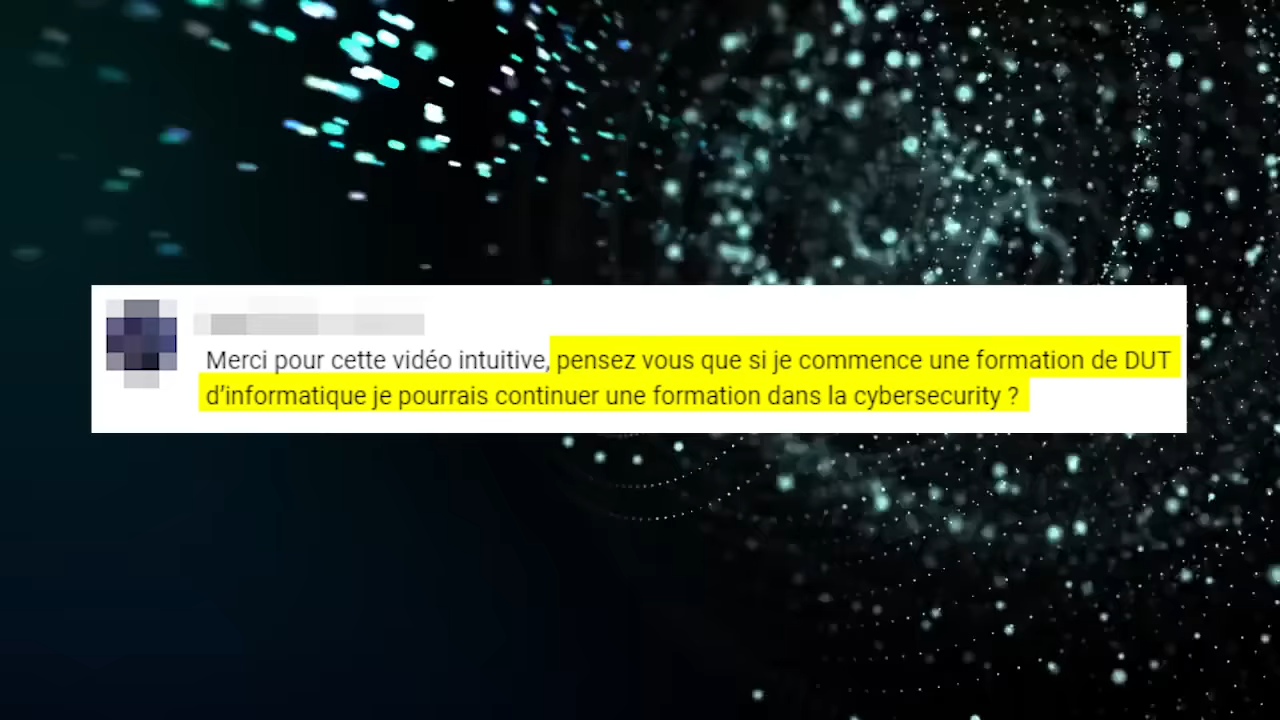 Merci pour cette vidéo intuitive, pensez vous que si je commence une formation de DUT
d’informatique je pourrais continuer une formation dans la cybersecurity ?